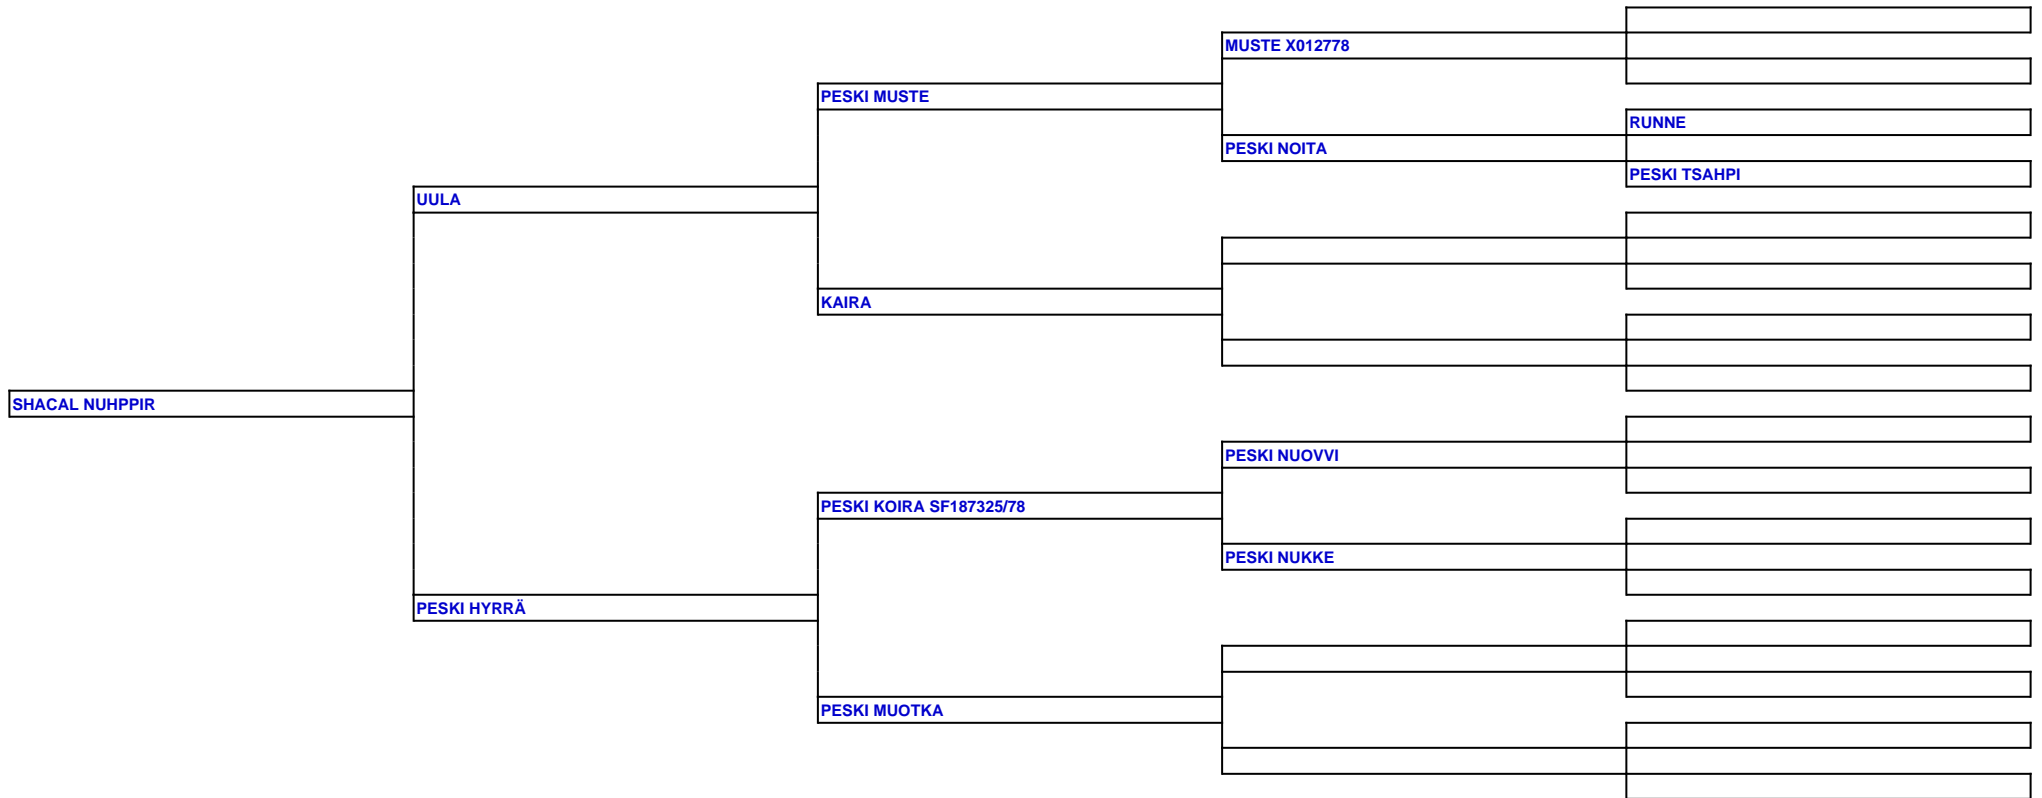 MUSTE X012778
PESKI MUSTE
RUNNE
PESKI NOITA
PESKI TSAHPI
UULA
KAIRA
SHACAL NUHPPIR
PESKI NUOVVI
PESKI KOIRA SF187325/78
PESKI NUKKE
PESKI HYRRÄ
PESKI MUOTKA